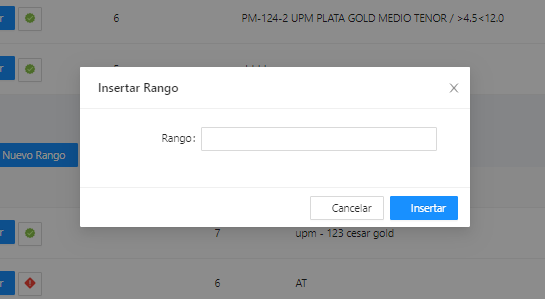 6 PM-124-2 UPM PLATA GOLD MEDIO TENOR / >4.5<12.0
Insertar Rango
Rango:
Nuevo Rango
Cancelar Insertar
7 upm - 123 cesar gold
6 AT